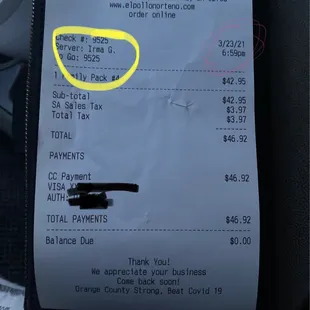 www.elpollonorteno.com
order online
Check #: 9525
Server: Irma G.
To Go: 9525
3/23/21
6:59pm
1 Family Pack #4 $42.95
Sub-total $42.95
SA Sales Tax $3.97
Total Tax $3.97
TOTAL $46.92
PAYMENTS
CC Payment $46.92
VISA
AUTH:
TOTAL PAYMENTS $46.92
Balance Due $0.00
Thank You!
We appreciate your business
Come back soon!
Orange County Strong, Beat Covid 19